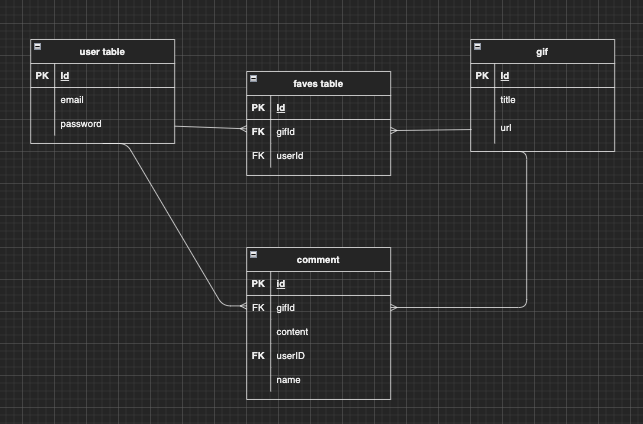 user table
PK Id
email
password
faves table
PK Id
FK gifId
FK userId
gif
PK Id
title
url
comment
PK id
FK gifId
content
FK userID
name